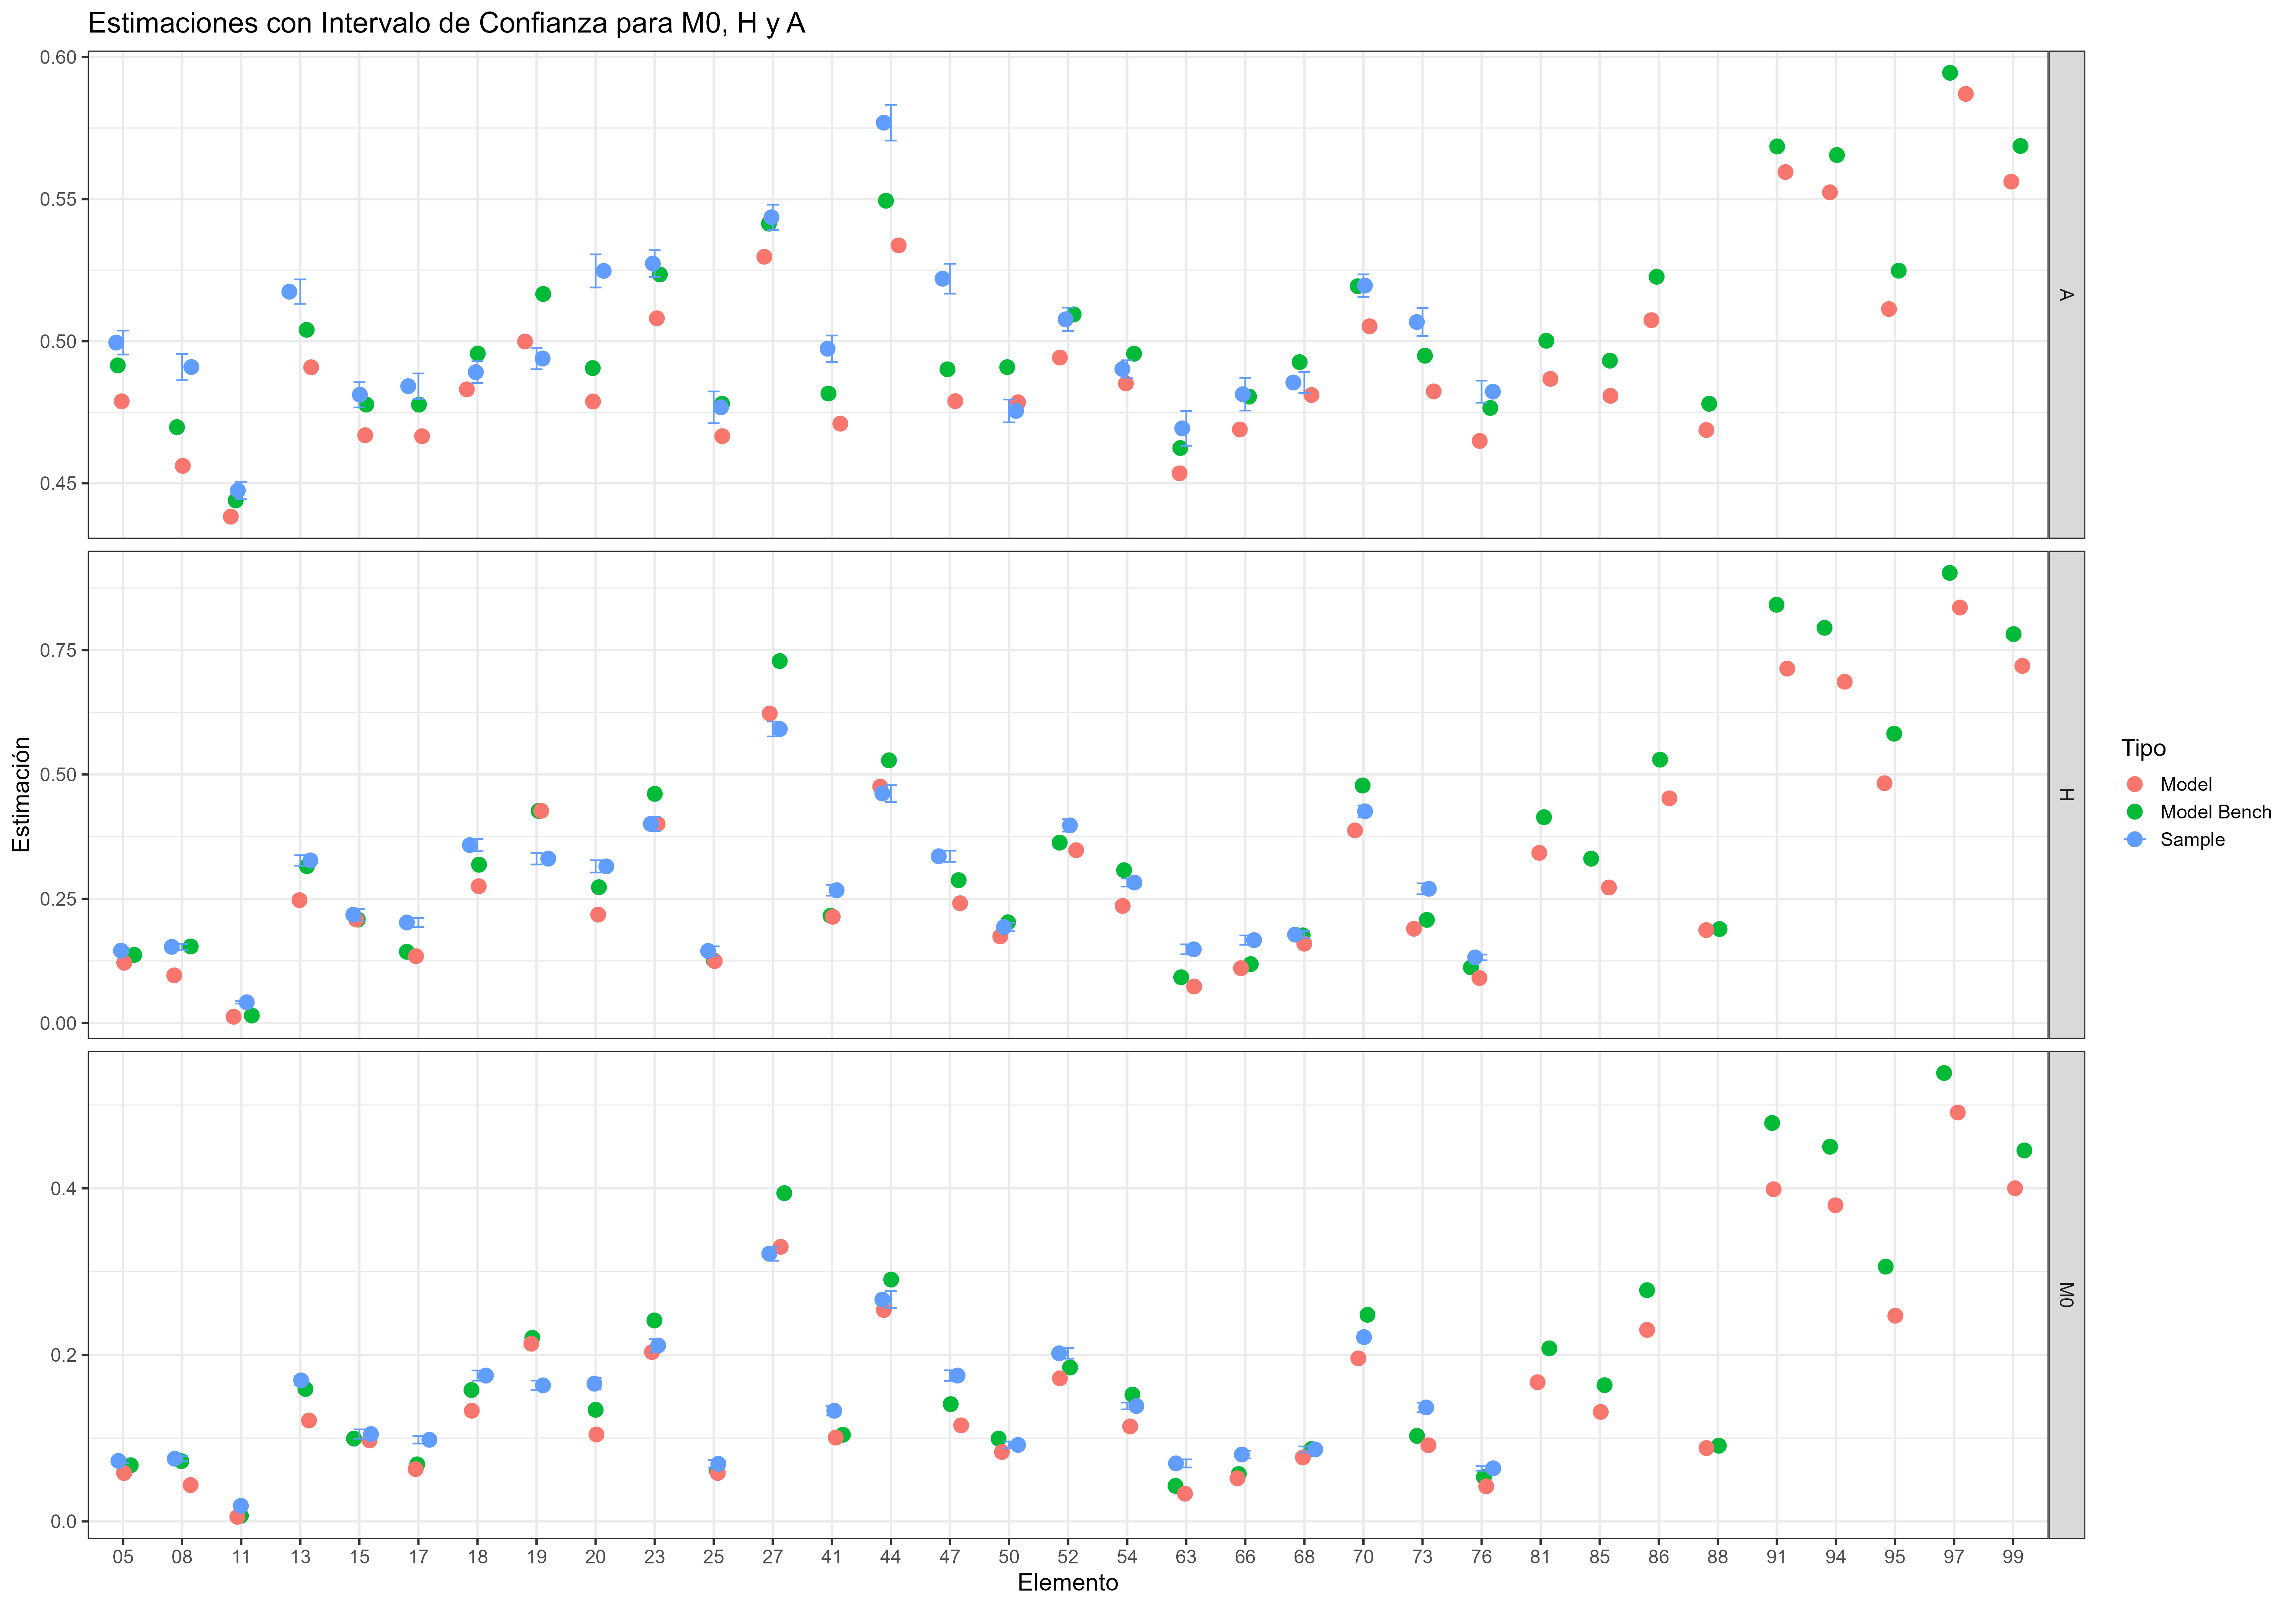 Estimaciones con Intervalo de Confianza para M0, H y A
0.60
0.55
0.50
0.45
A
0.75
0.50
0.25
0.00
H
Estimación
0.4
0.2
0.0
M0
05 08 11 13 15 17 18 19 20 23 25 27 41 44 47 50 52 54 63 66 68 70 73 76 81 85 86 88 91 94 95 97 99
Elemento
Tipo
Model
Model Bench
Sample